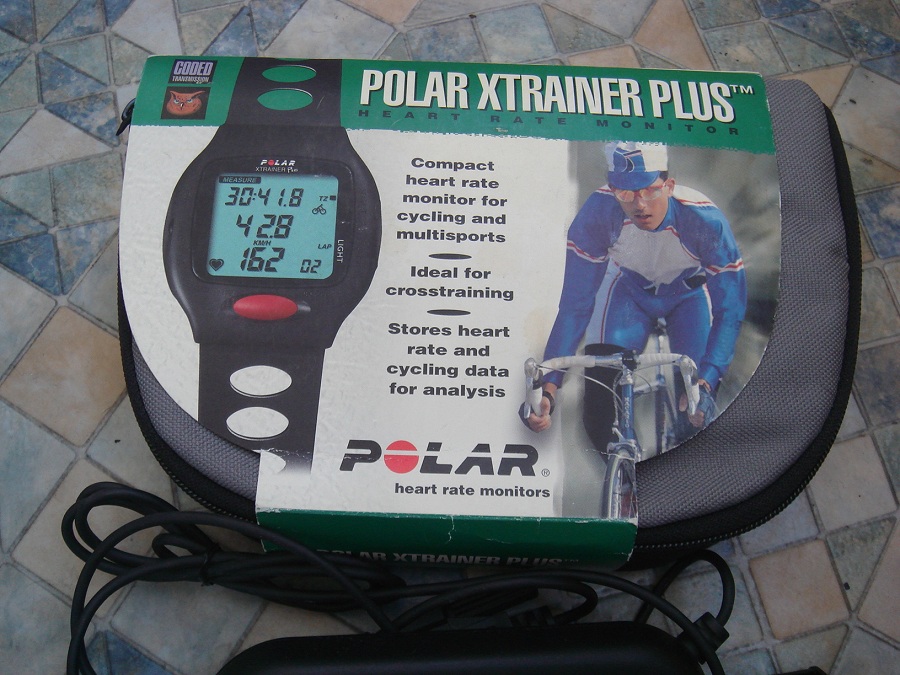 CODED
TRANSMISSION
POLAR XTRAINER PLUS™
HEART RATE MONITOR
POLAR
XTRAINER Plus
MEASURE
30:41.8
T2
428
KM/H
LAP
162
02
LIGHT
Compact
heart rate
monitor for
cycling and
multisports
Ideal for
crosstraining
Stores heart
rate and
cycling data
for analysis
POLAR®
heart rate monitors
POLAR XTRAINER PLUS™